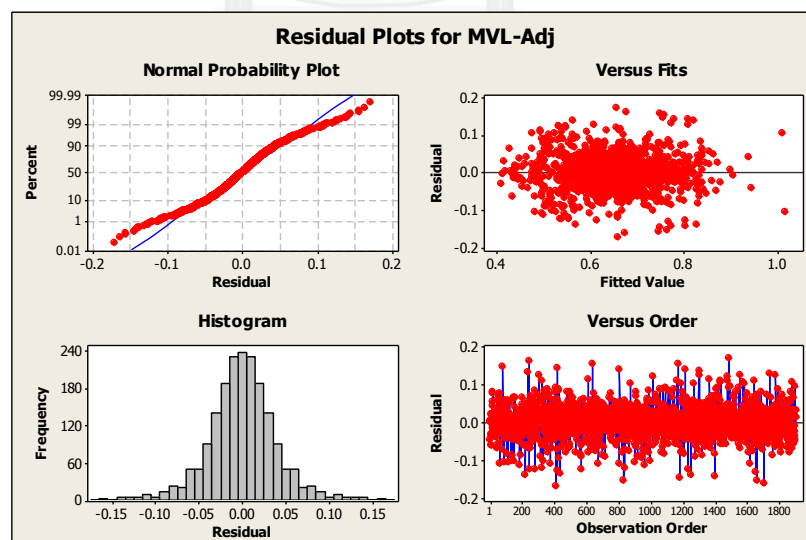 Residual Plots for MVL-Adj
Normal Probability Plot
99.99
99
90
50
10
1
0.01
Percent
-0.2 -0.1 0.0 0.1 0.2
Residual
Versus Fits
0.2
0.1
0.0
-0.1
-0.2
Residual
0.4 0.6 0.8 1.0
Fitted Value
Histogram
240
180
120
60
0
Frequency
-0.15 -0.10 -0.05 0.00 0.05 0.10 0.15
Residual
Versus Order
0.2
0.1
0.0
-0.1
-0.2
Residual
1 200 400 600 800 1000 1200 1400 1600 1800
Observation Order